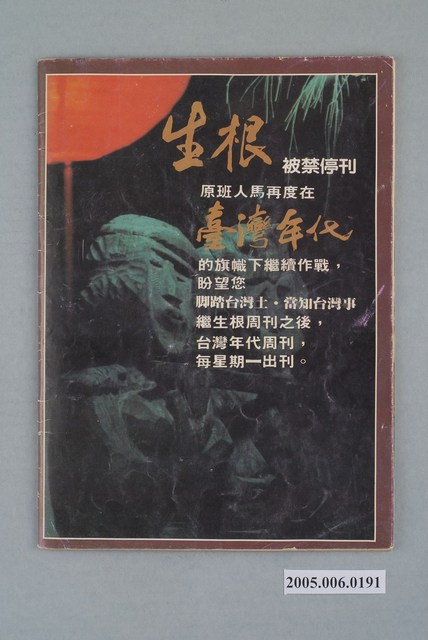 生根 被禁停刊
原班人馬再度在
臺灣年代
的旗幟下繼續作戰，
盼望您
脚踏台灣土・當知台灣事
繼生根周刊之後，
台灣年代周刊，
每星期一出刊。
2005.006.0191